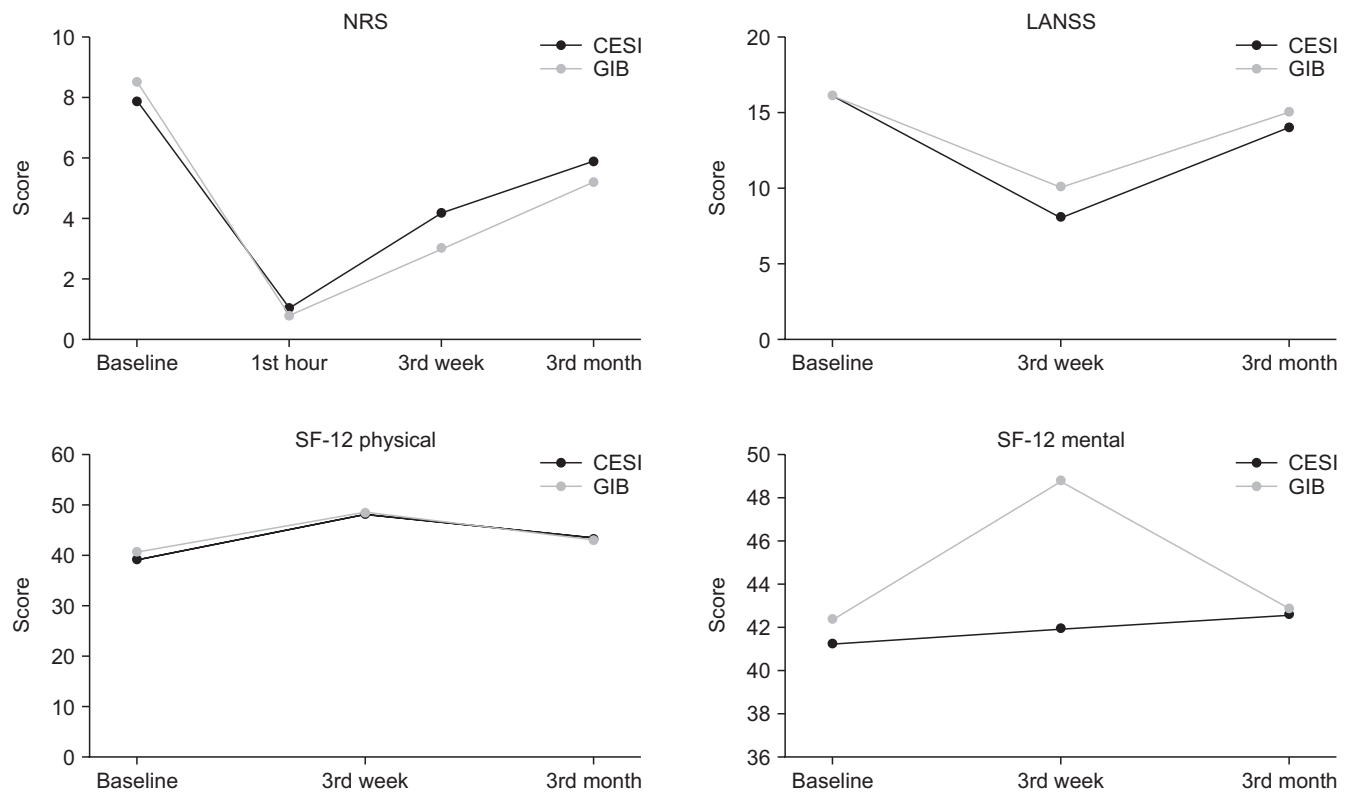 NRS
CESI
GIB
10
8
6
4
2
0
Score
Baseline
1st hour
3rd week
3rd month
LANSS
CESI
GIB
20
15
10
5
0
Score
Baseline
3rd week
3rd month
SF-12 physical
CESI
GIB
60
50
40
30
20
10
0
Score
Baseline
3rd week
3rd month
SF-12 mental
CESI
GIB
50
48
46
44
42
40
38
36
Score
Baseline
3rd week
3rd month